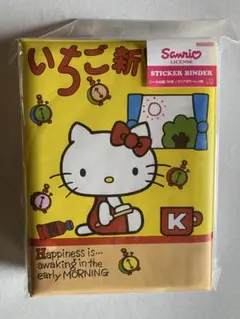 いちご新
Sanrio
LICENSE
STICKER BINDER
K
Happiness is...
awaking in the
early MORNING